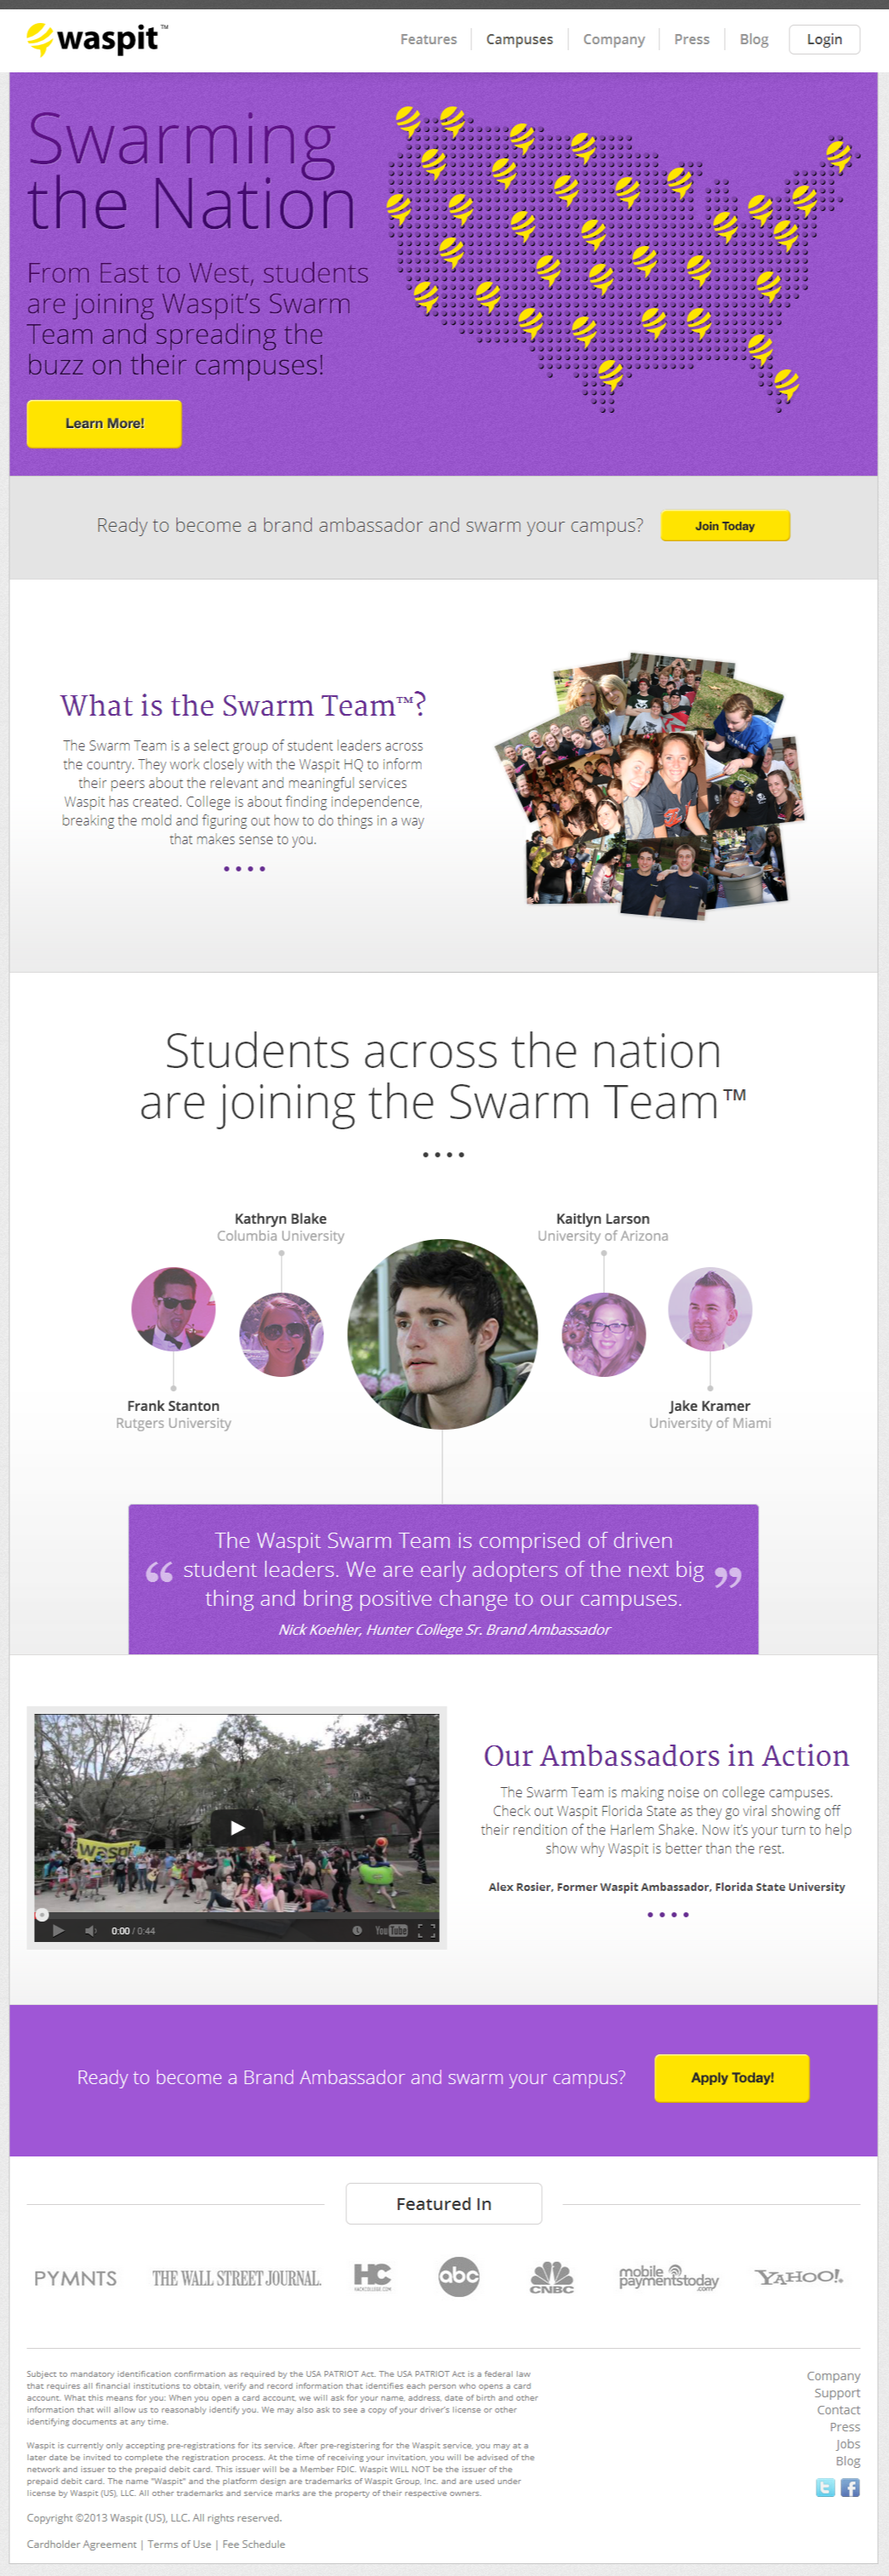 waspit™
Features
Campuses
Company
Press
Blog
Login
Swarming
the Nation
From East to West, students
are joining Waspit's Swarm
Team and spreading the
buzz on their campuses!
Learn More!
Ready to become a brand ambassador and swarm your campus?
Join Today
What is the Swarm Team™?
The Swarm Team is a select group of student leaders across
the country. They work closely with the Waspit HQ to inform
their peers about the relevant and meaningful services
Waspit has created. College is about finding independence,
breaking the mold and figuring out how to do things in a way
that makes sense to you.
Students across the nation
are joining the Swarm Team™
Kathryn Blake
Columbia University
Kaitlyn Larson
University of Arizona
Frank Stanton
Rutgers University
Jake Kramer
University of Miami
The Waspit Swarm Team is comprised of driven
“ student leaders. We are early adopters of the next big ”
thing and bring positive change to our campuses.
Nick Koehler, Hunter College Sr. Brand Ambassador
Waspit
0:00 / 0:44
YouTube
Our Ambassadors in Action
The Swarm Team is making noise on college campuses.
Check out Waspit Florida State as they go viral showing off
their rendition of the Harlem Shake. Now it's your turn to help
show why Waspit is better than the rest.
Alex Rosier, Former Waspit Ambassador, Florida State University
Ready to become a Brand Ambassador and swarm your campus?
Apply Today!
Featured In
PYMNTS
THE WALL STREET JOURNAL.
HC
HACKCOLLEGE.COM
abc
CNBC
mobile
paymentstoday
.com
YAHOO!
Subject to mandatory identification confirmation as required by the USA PATRIOT Act. The USA PATRIOT Act is a federal law
that requires all financial institutions to obtain, verify and record information that identifies each person who opens a card
account. What this means for you: When you open a card account, we will ask for your name, address, date of birth and other
information that will allow us to reasonably identify you. We may also ask to see a copy of your driver's license or other
identifying documents at any time.
Waspit is currently only accepting pre-registrations for its service. After pre-registering for the Waspit service, you may at a
later date be invited to complete the registration process. At the time of receiving your invitation, you will be advised of the
network and issuer to the prepaid debit card. This issuer will be a Member FDIC. Waspit WILL NOT be the issuer of the
prepaid debit card. The name "Waspit" and the platform design are trademarks of Waspit Group, Inc. and are used under
license by Waspit (US), LLC. All other trademarks and service marks are the property of their respective owners.
Copyright ©2013 Waspit (US), LLC. All rights reserved.
Cardholder Agreement | Terms of Use | Fee Schedule
Company
Support
Contact
Press
Jobs
Blog